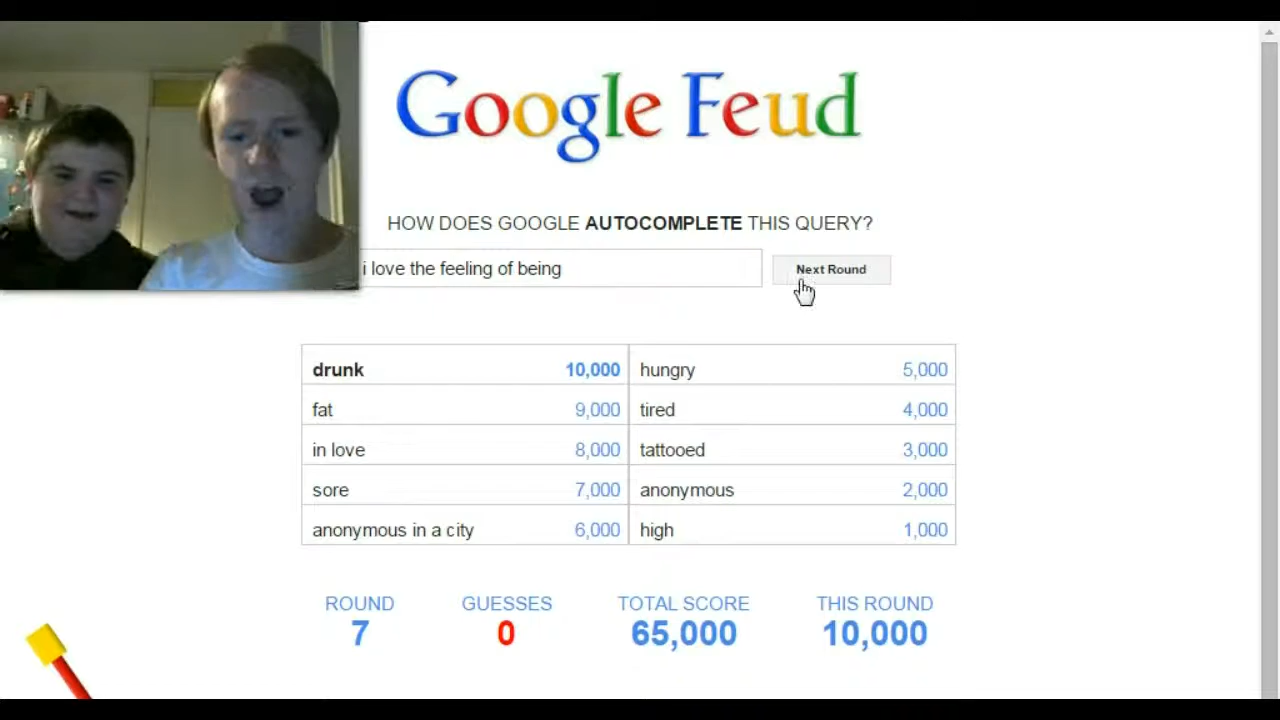 Google Feud
HOW DOES GOOGLE AUTOCOMPLETE THIS QUERY?
i love the feeling of being
Next Round
drunk 10,000 hungry 5,000
fat 9,000 tired 4,000
in love 8,000 tattooed 3,000
sore 7,000 anonymous 2,000
anonymous in a city 6,000 high 1,000
ROUND GUESSES TOTAL SCORE THIS ROUND
7 0 65,000 10,000